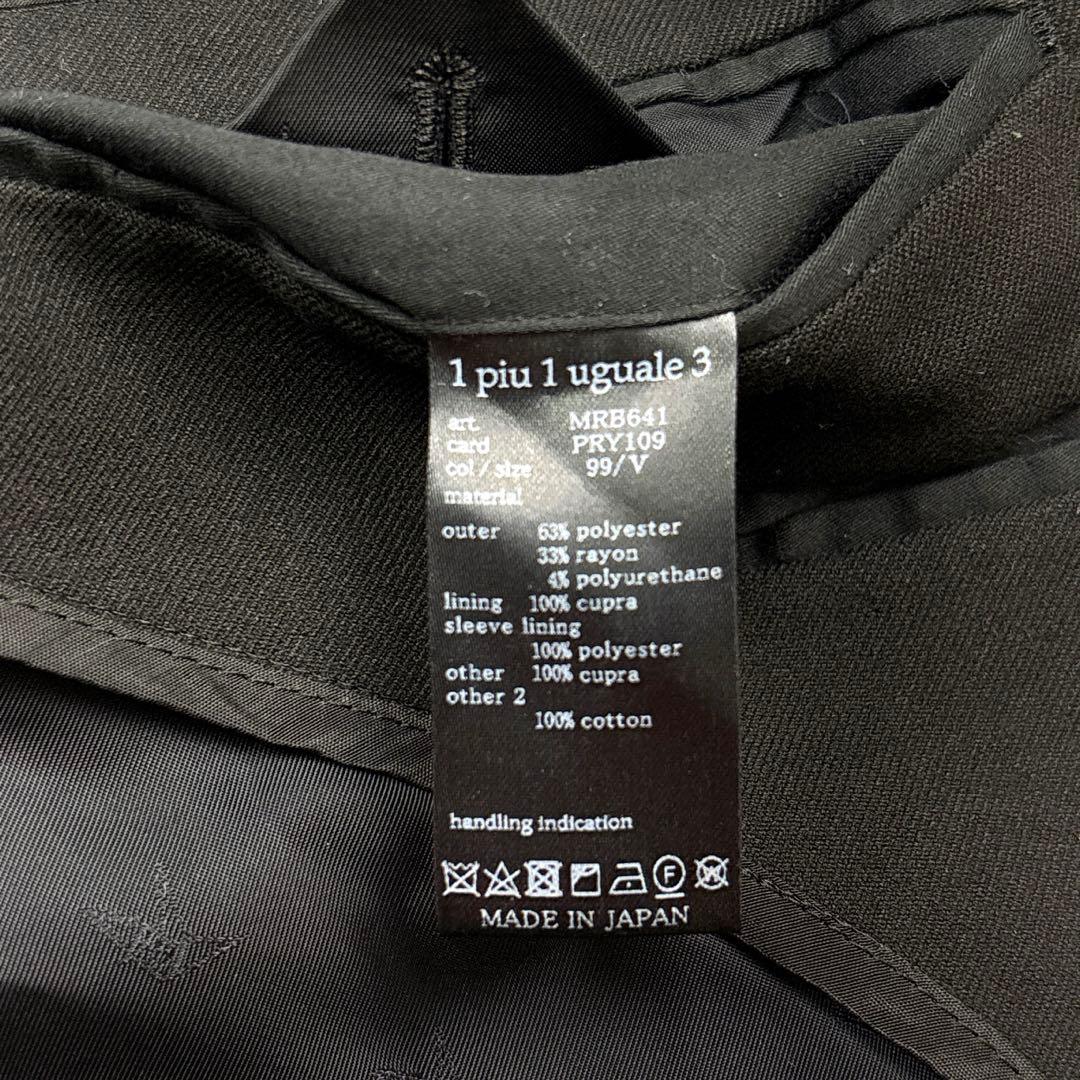 1 piu 1 uguale 3
art. MRB641
card PRY109
col / size 99/V
material
outer 63% polyester
33% rayon
4% polyurethane
lining 100% cupra
sleeve lining
100% polyester
other 100% cupra
other 2
100% cotton
handling indication
F W
MADE IN JAPAN